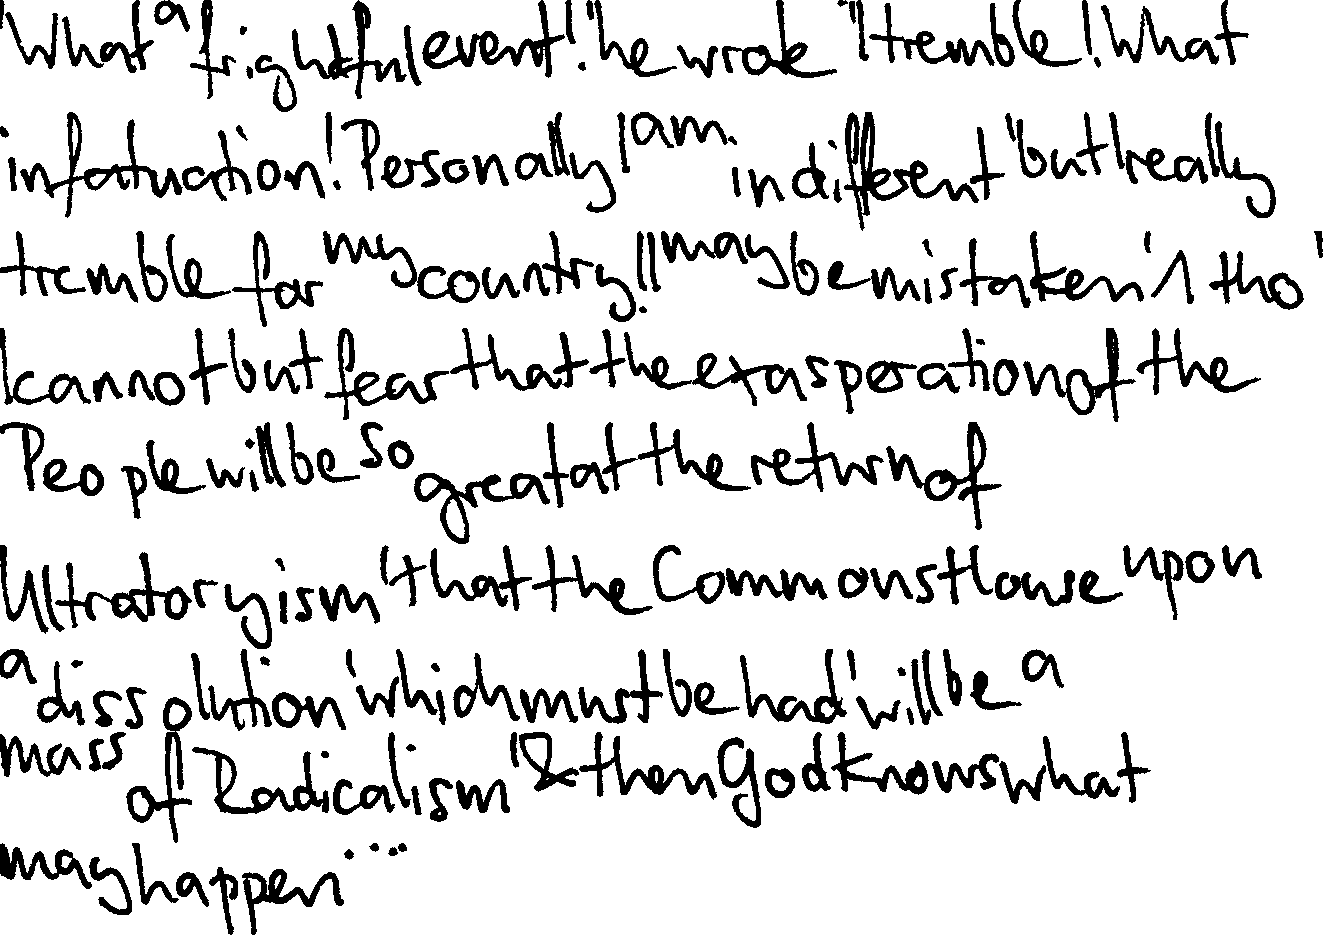 "What a frightful event!" he wrote "I tremble! What
infatuation! Personally I am indifferent "but I really
tremble for my country!" I may be mistaken ' 1 tho'
I cannot but fear that the exasperation of the
People will be so great at the return of
Ultratoryism 'that the Commons House upon
a dissolution 'which must be had' will be a
mass of Radicalism "& then God knows what
may happen...